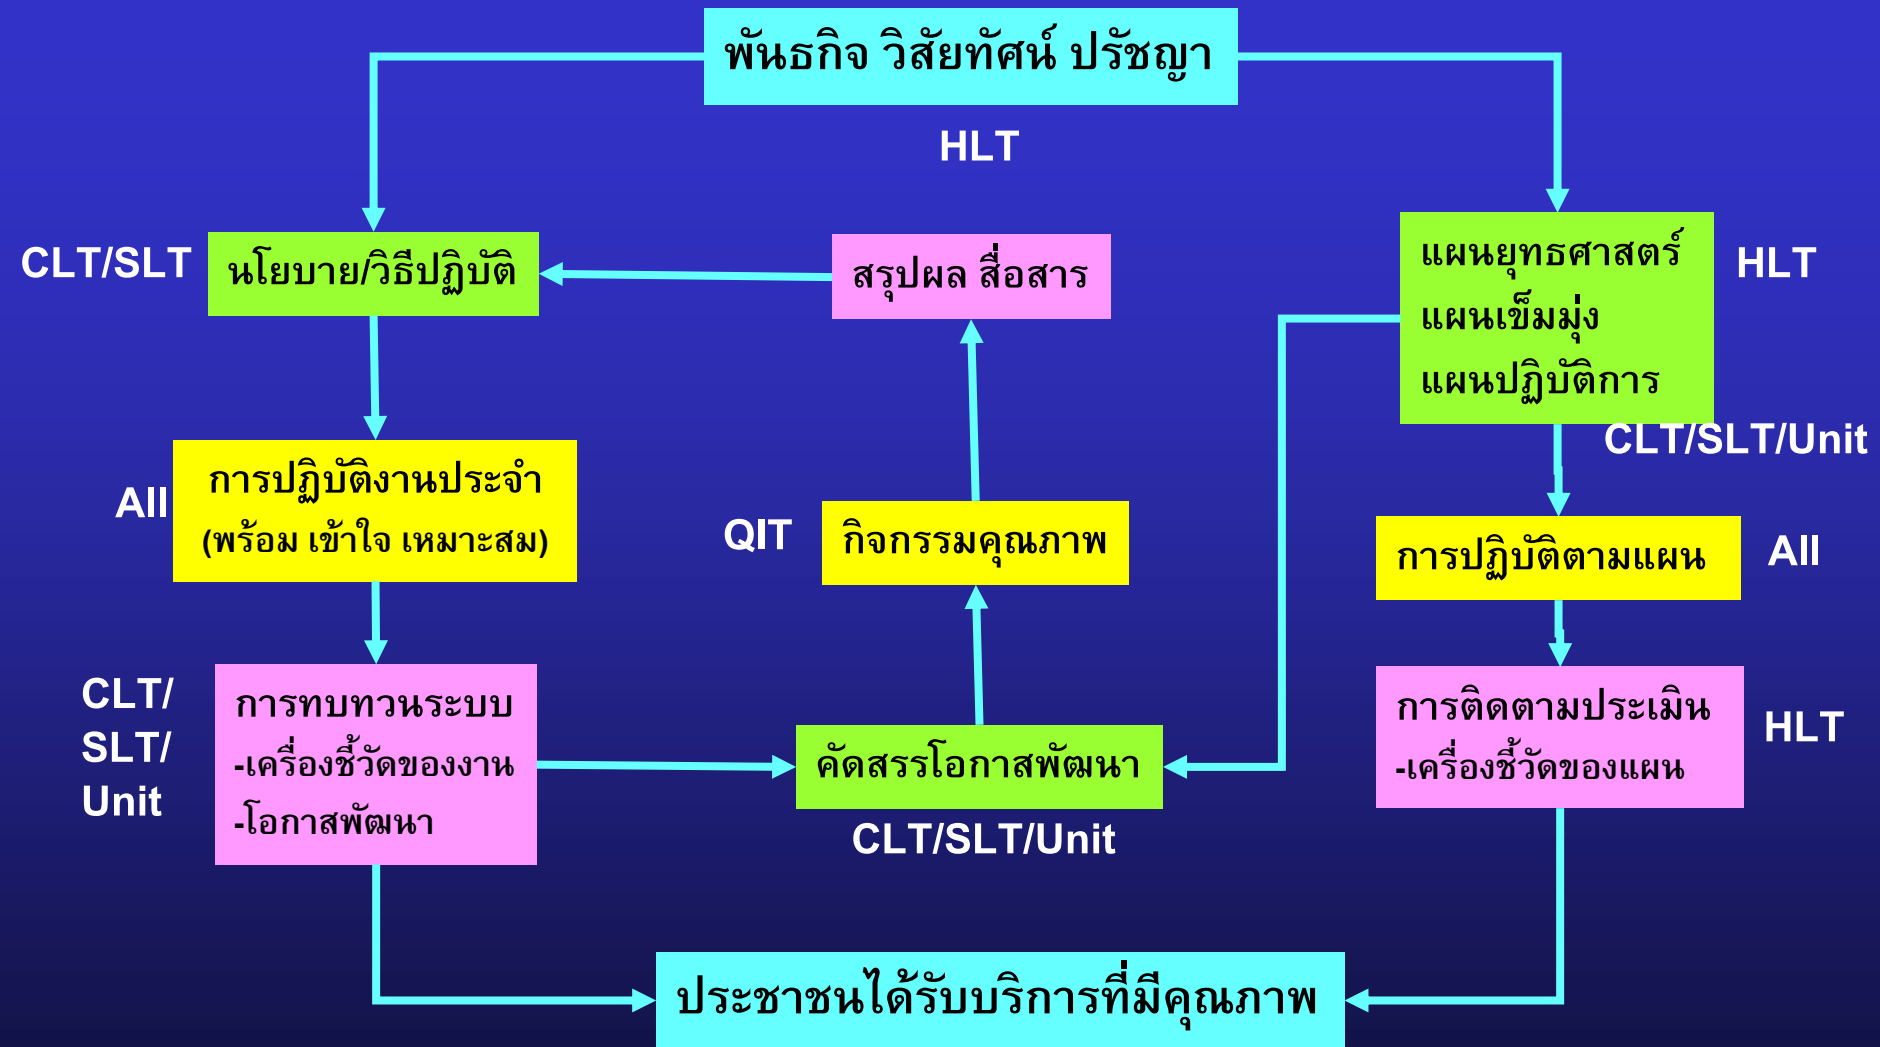 พันธกิจ วิสัยทัศน์ ปรัชญา
HLT
CLT/SLT
นโยบาย/วิธีปฏิบัติ
สรุปผล สื่อสาร
แผนยุทธศาสตร์
แผนเข็มมุ่ง
แผนปฏิบัติการ
HLT
CLT/SLT/Unit
All
การปฏิบัติงานประจำ
(พร้อม เข้าใจ เหมาะสม)
QIT
กิจกรรมคุณภาพ
การปฏิบัติตามแผน
All
CLT/
SLT/
Unit
การทบทวนระบบ
-เครื่องชี้วัดของงาน
-โอกาสพัฒนา
คัดสรรโอกาสพัฒนา
CLT/SLT/Unit
การติดตามประเมิน
-เครื่องชี้วัดของแผน
HLT
ประชาชนได้รับบริการที่มีคุณภาพ